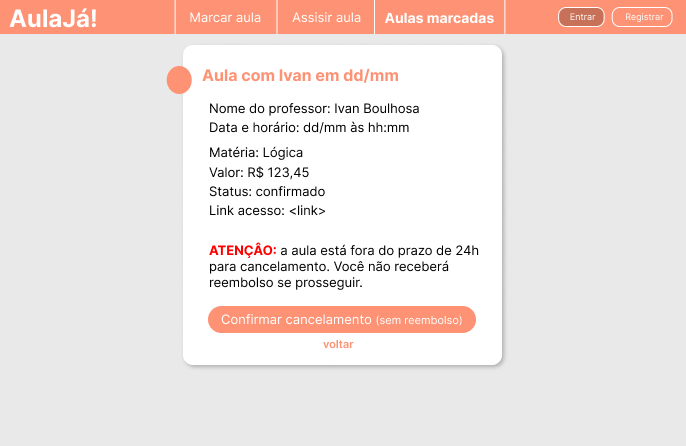 AulaJá!
Marcar aula
Assisir aula
Aulas marcadas
Entrar
Registrar
Aula com Ivan em dd/mm
Nome do professor: Ivan Boulhosa
Data e horário: dd/mm às hh:mm
Matéria: Lógica
Valor: R$ 123,45
Status: confirmado
Link acesso: <link>
ATENÇÂO: a aula está fora do prazo de 24h
para cancelamento. Você não receberá
reembolso se prosseguir.
Confirmar cancelamento (sem reembolso)
voltar